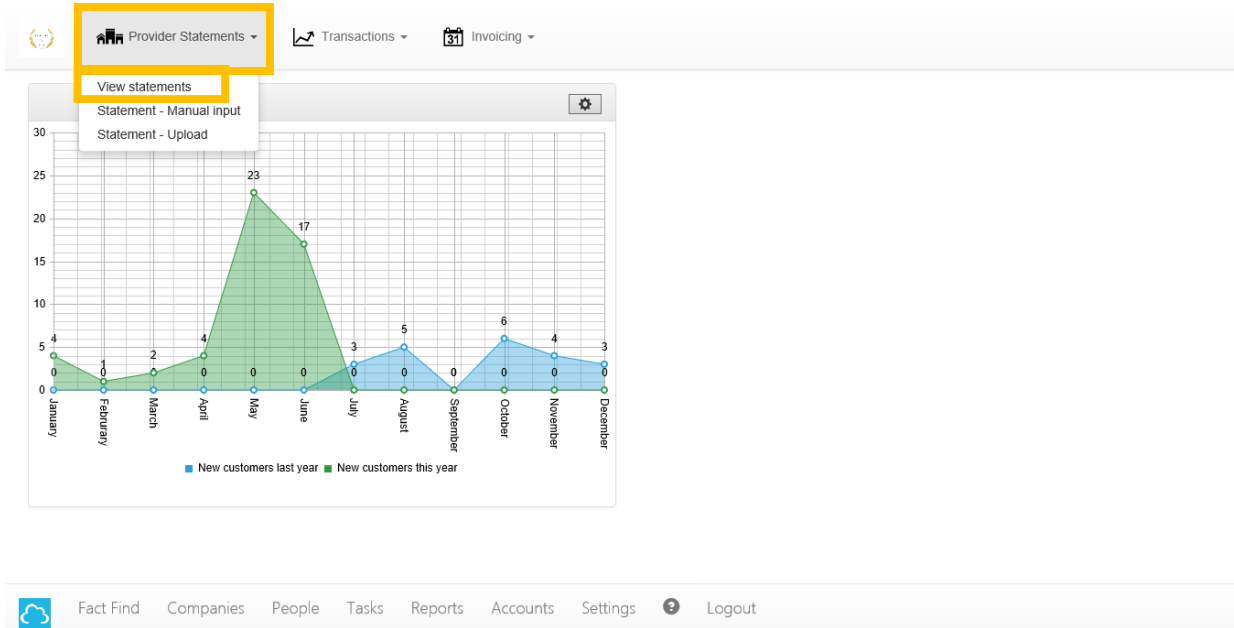 Provider Statements Transactions Invoicing
31
View statements
Statement - Manual input
Statement - Upload
30
25
20
15
10
5
0
23
17
4 1 2 4 3 5 0 6 4 3
0 0 0 0 0 0 0 0 0 0
January Februrary March April May June July August September October November December
New customers last year New customers this year
Fact Find Companies People Tasks Reports Accounts Settings ? Logout